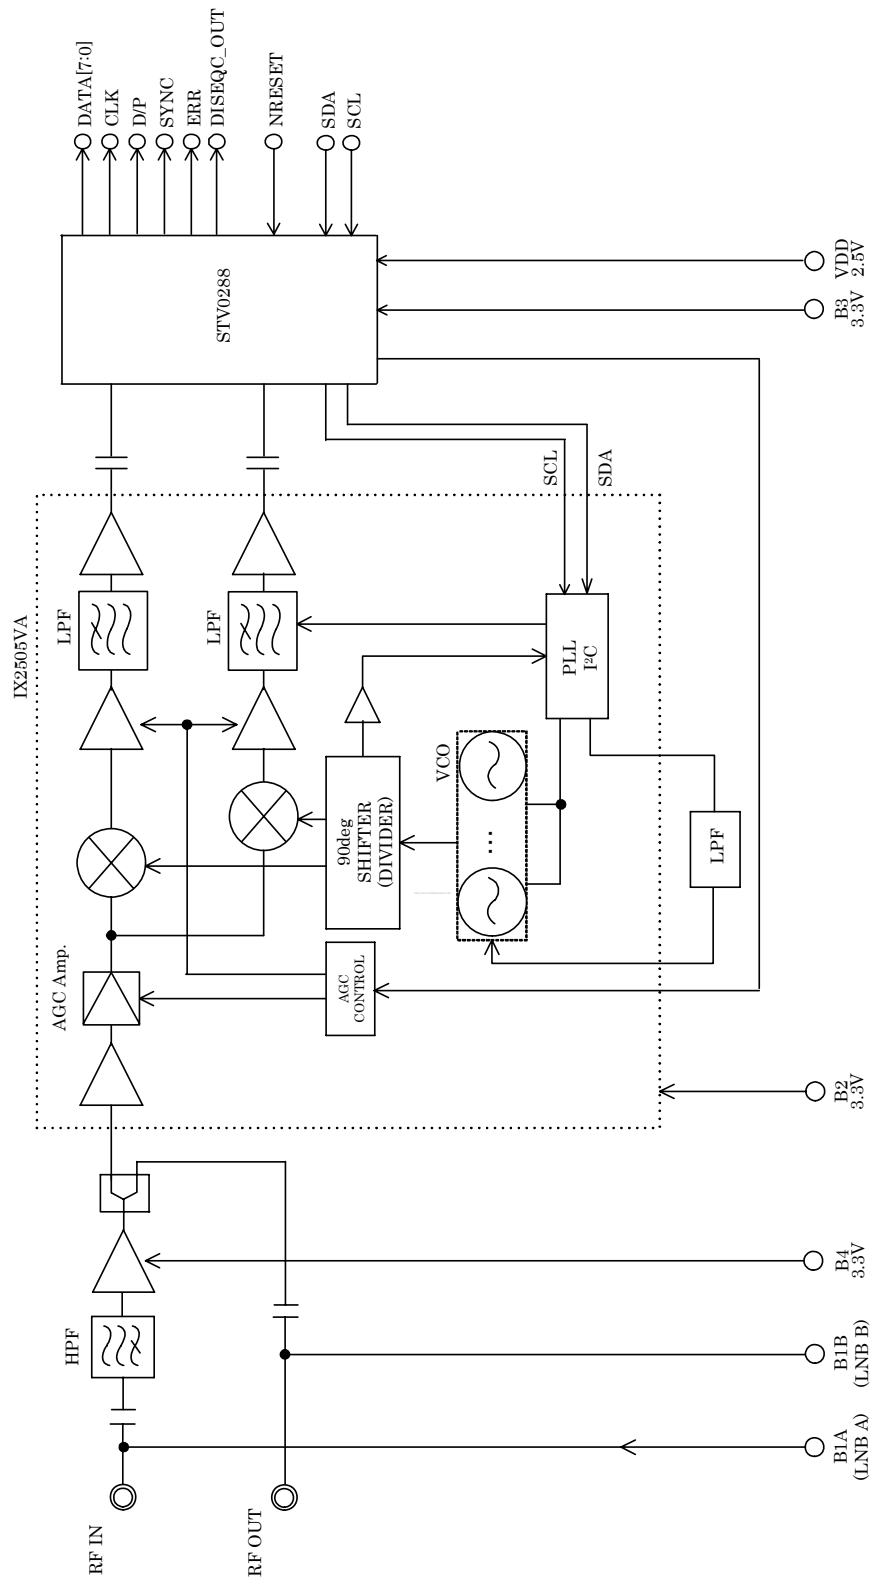 RF IN
RF OUT
HPF
B1A
(LNB A)
B1B
(LNB B)
B4
3.3V
IX2505VA
AGC Amp.
LPF
LPF
AGC
CONTROL
90deg
SHIFTER
(DIVIDER)
VCO
...
PLL
I²C
LPF
SCL
SDA
B2
3.3V
STV0288
DATA[7:0]
CLK
D/P
SYNC
ERR
DISEQC_OUT
NRESET
SDA
SCL
B3
3.3V
VDD
2.5V